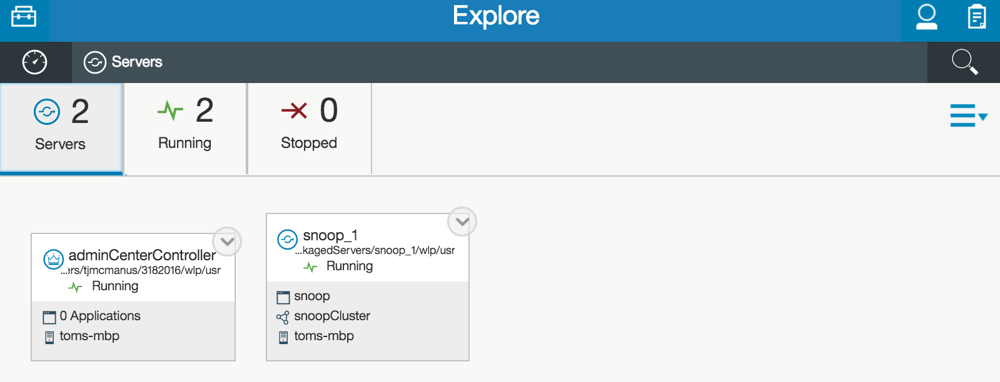 Explore
Servers
2
Servers
2
Running
0
Stopped
adminCenterController
...ers/tjmcmanus/3182016/wlp/usr
Running
0 Applications
toms-mbp
snoop_1
...kagedServers/snoop_1/wlp/usr
Running
snoop
snoopCluster
toms-mbp